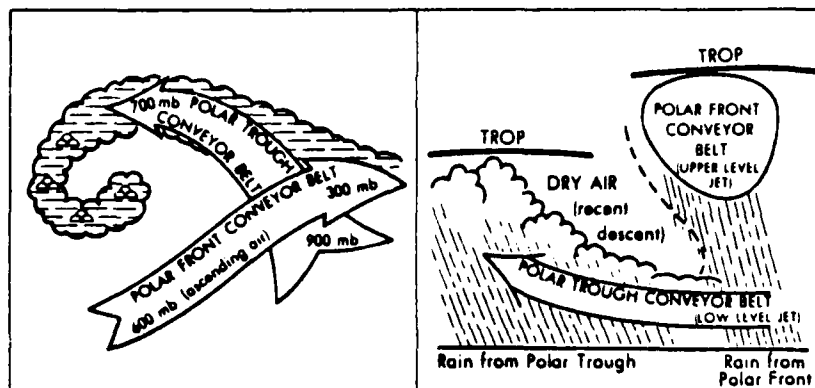 700 mb POLAR TROUGH
CONVEYOR BELT
POLAR FRONT CONVEYOR BELT
300 mb
600 mb (ascending air)
900 mb
TROP
POLAR FRONT
CONVEYOR
BELT
(UPPER LEVEL
JET)
TROP
DRY AIR
(recent
descent)
POLAR TROUGH CONVEYOR BELT
(LOW LEVEL JET)
Rain from Polar Trough
Rain from
Polar Front